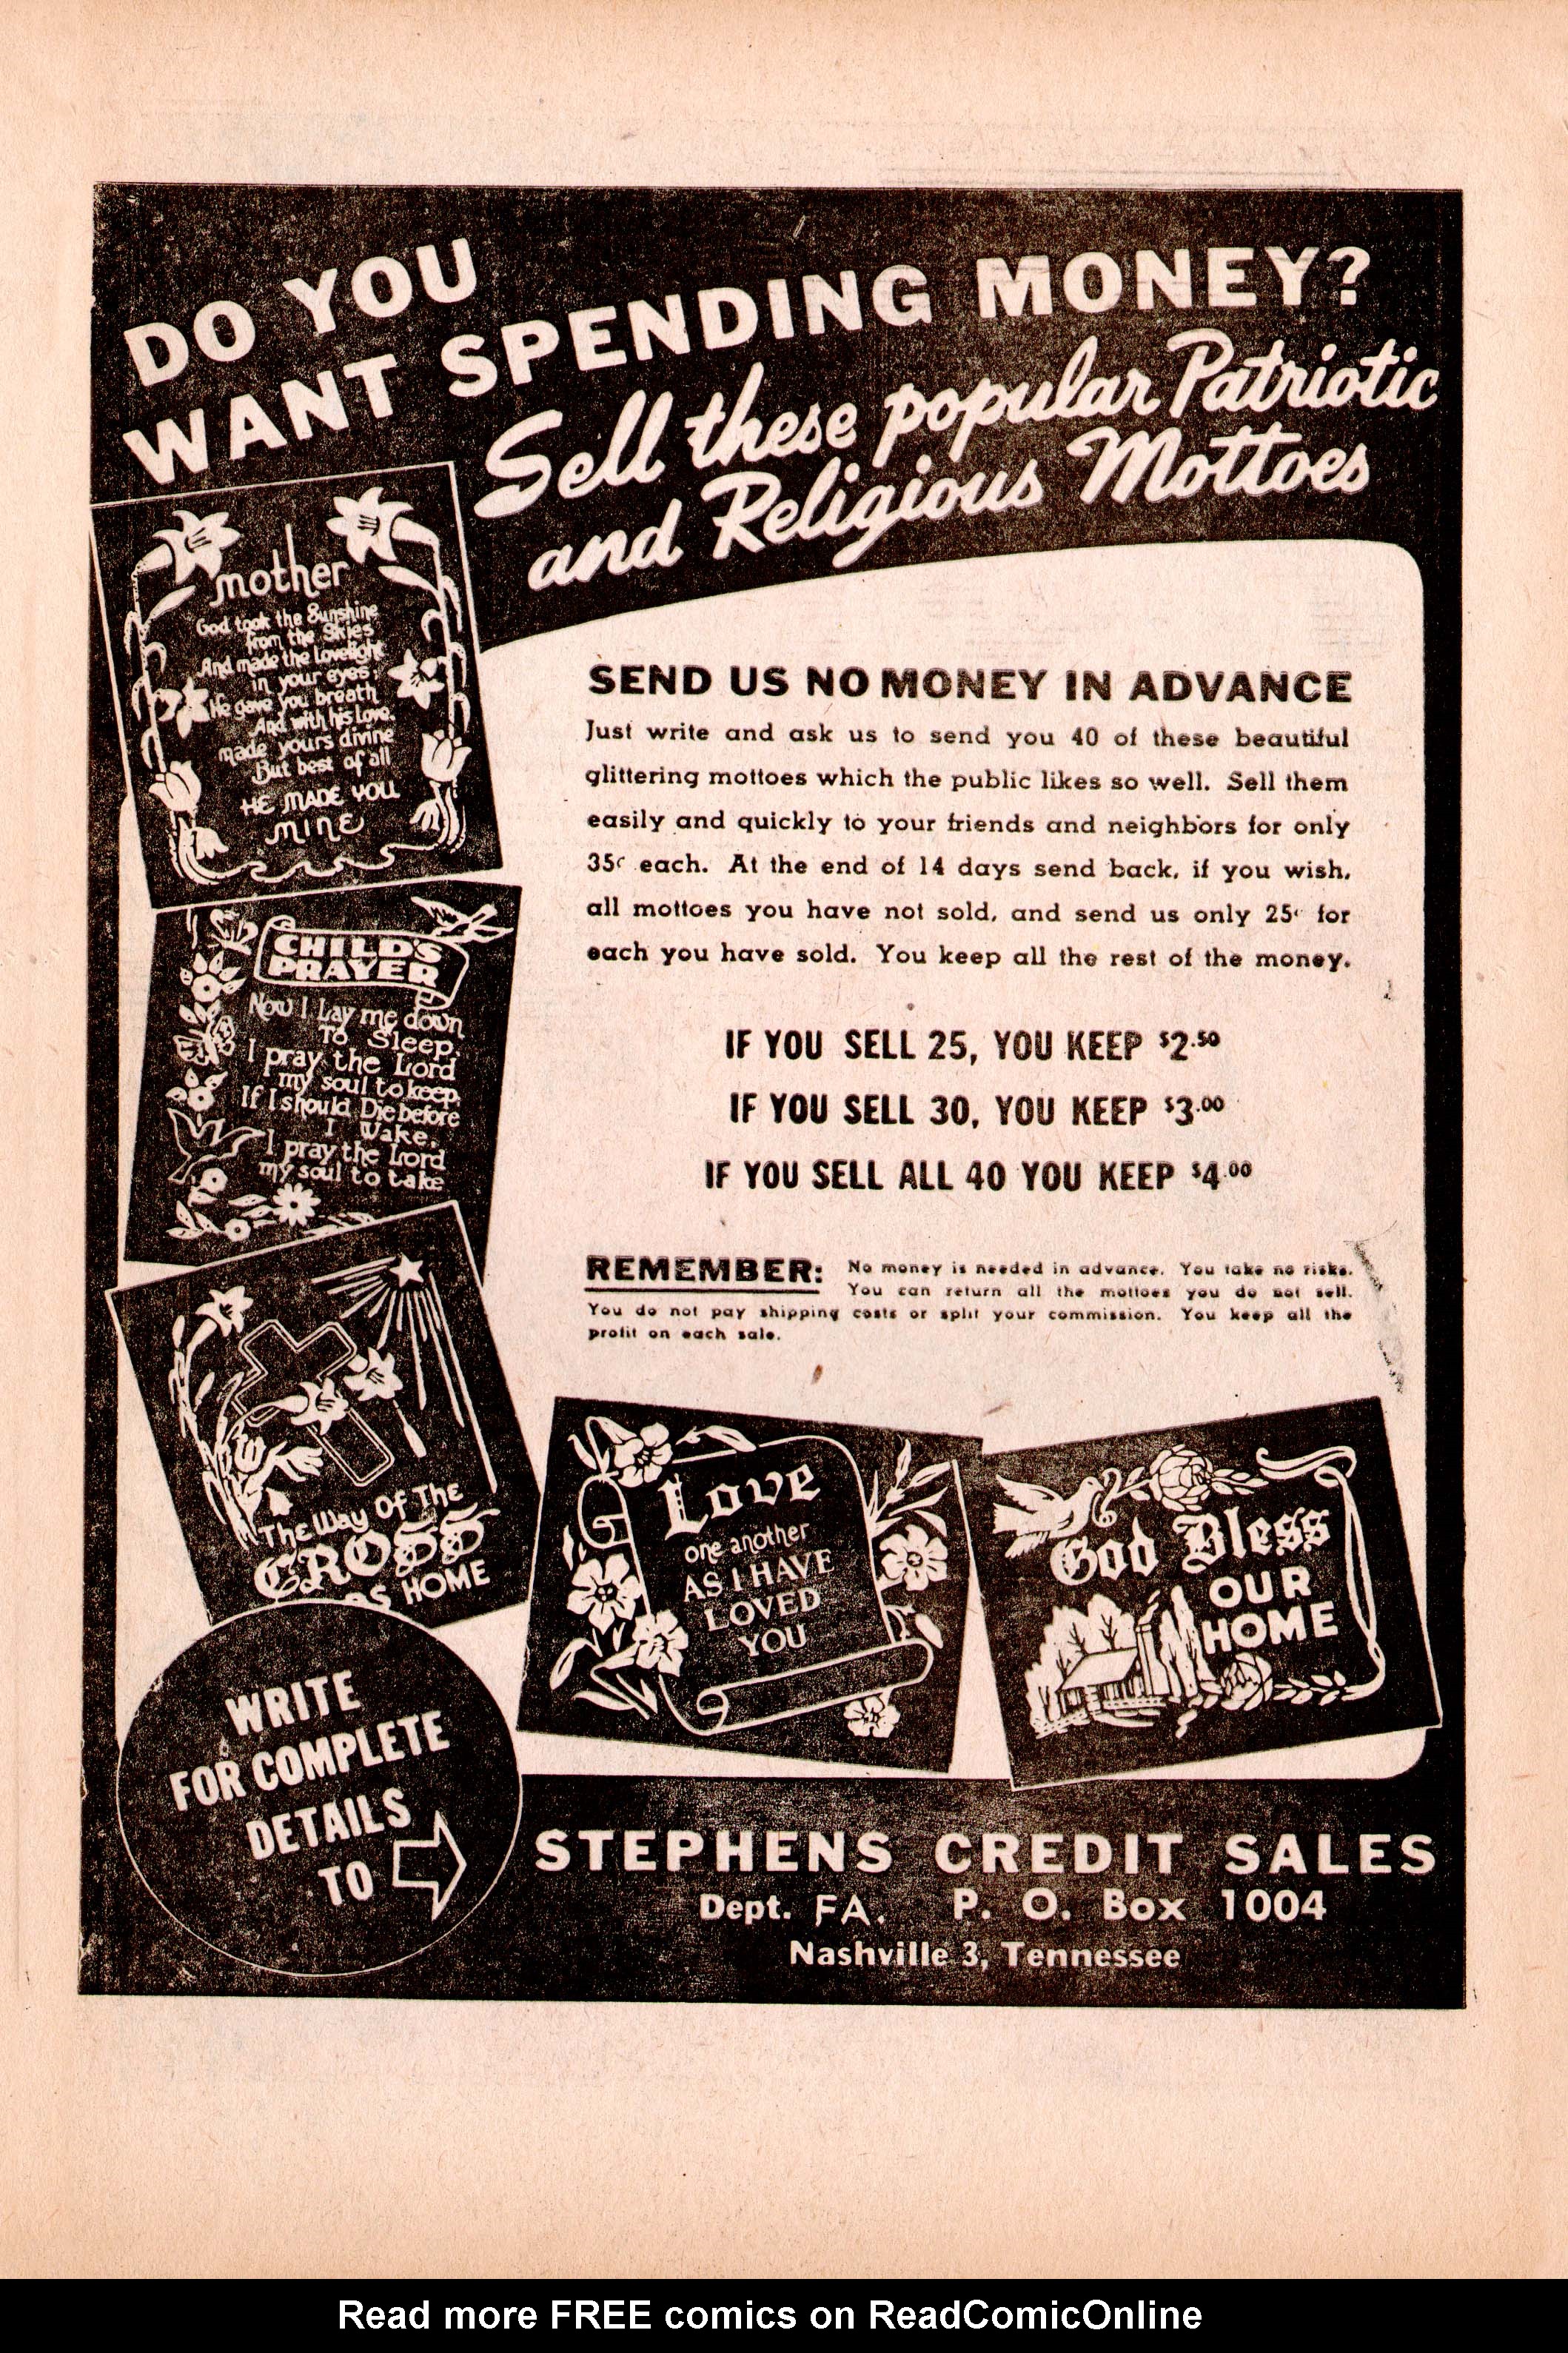 DO YOU
WANT SPENDING MONEY?
Sell these popular Patriotic
and Religious Mottoes
mother
God took the Sunshine
from the Skies
And made the Lovelight
in your eyes,
He gave you breath
And with his Love.
made yours divine
But best of all
HE MADE YOU
MINE
SEND US NO MONEY IN ADVANCE
Just write and ask us to send you 40 of these beautiful
glittering mottoes which the public likes so well. Sell them
easily and quickly to your friends and neighbors for only
35¢ each. At the end of 14 days send back, if you wish,
all mottoes you have not sold, and send us only 25¢ for
each you have sold. You keep all the rest of the money.
IF YOU SELL 25, YOU KEEP $2.50
IF YOU SELL 30, YOU KEEP $3.00
IF YOU SELL ALL 40 YOU KEEP $4.00
REMEMBER: No money is needed in advance. You take no risks.
You can return all the mottoes you do not sell.
You do not pay shipping costs or split your commission. You keep all the
profit on each sale.
CHILDS
PRAYER
Now I Lay me down
To Sleep,
I pray the Lord
my soul to keep,
If I should Die before
I Wake,
I pray the Lord
my soul to take
The Way Of The
CROSS
HOME
Love
one another
AS I HAVE
LOVED
YOU
God Bless
OUR
HOME
WRITE
FOR COMPLETE
DETAILS
TO
STEPHENS CREDIT SALES
Dept. FA. P. O. Box 1004
Nashville 3, Tennessee
Read more FREE comics on ReadComicOnline